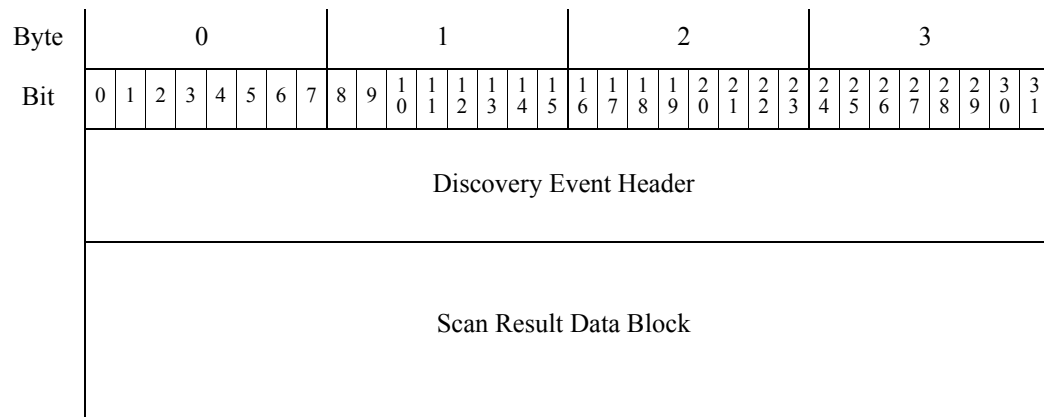 Byte 0 1 2 3
Bit 0 1 2 3 4 5 6 7 8 9 10 11 12 13 14 15 16 17 18 19 20 21 22 23 24 25 26 27 28 29 30 31
Discovery Event Header
Scan Result Data Block